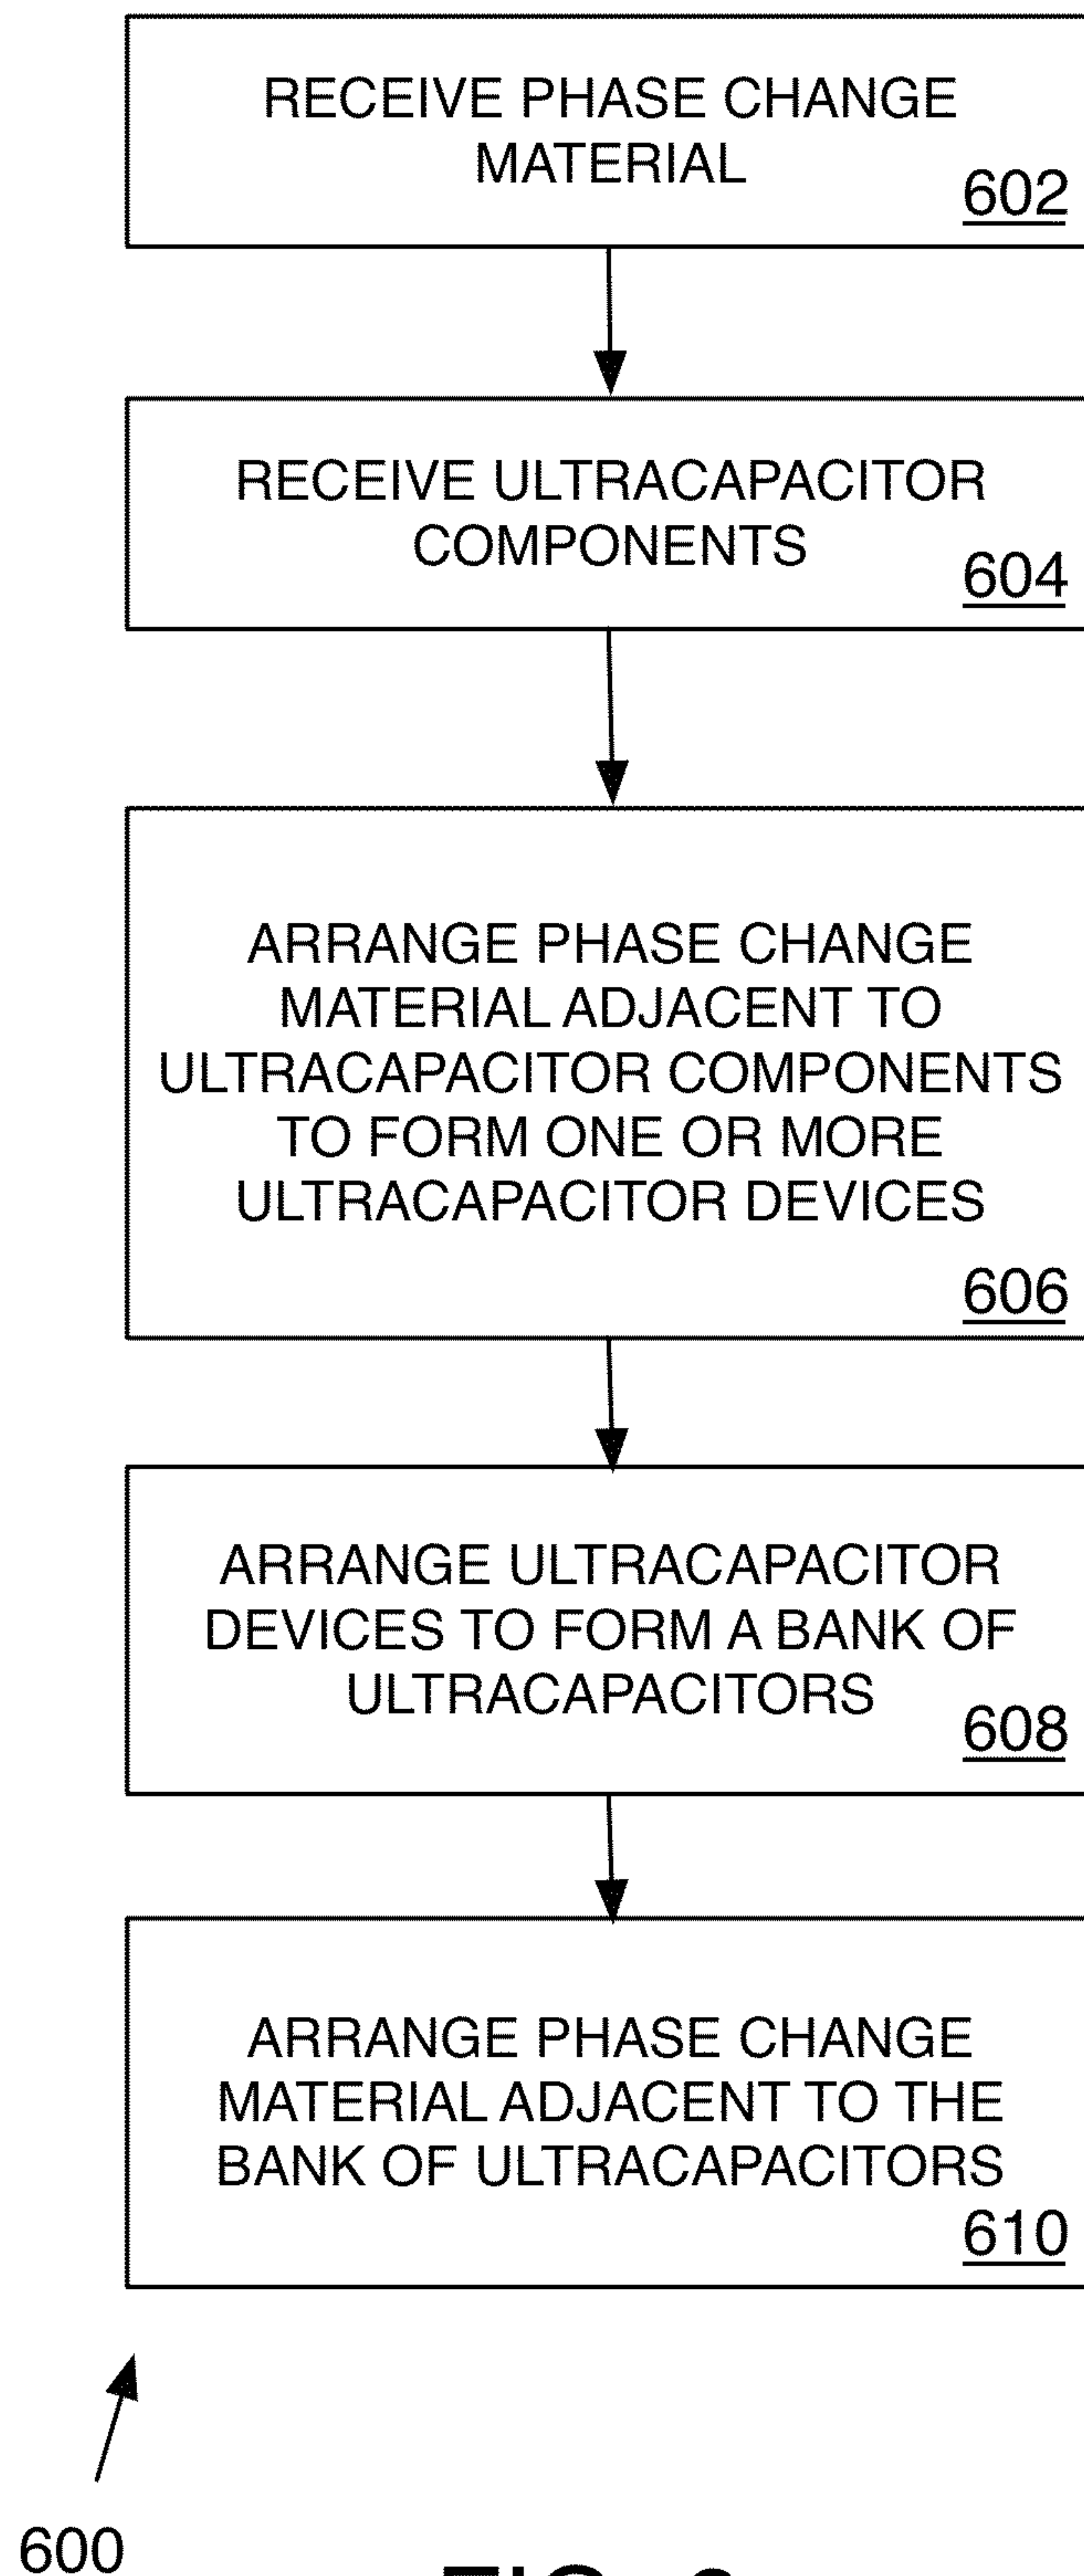 RECEIVE PHASE CHANGE
MATERIAL
602
RECEIVE ULTRACAPACITOR
COMPONENTS
604
ARRANGE PHASE CHANGE
MATERIAL ADJACENT TO
ULTRACAPACITOR COMPONENTS
TO FORM ONE OR MORE
ULTRACAPACITOR DEVICES
606
ARRANGE ULTRACAPACITOR
DEVICES TO FORM A BANK OF
ULTRACAPACITORS
608
ARRANGE PHASE CHANGE
MATERIAL ADJACENT TO THE
BANK OF ULTRACAPACITORS
610
600